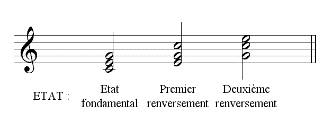 Etat Premier Deuxième
ETAT : fondamental renversement renversement